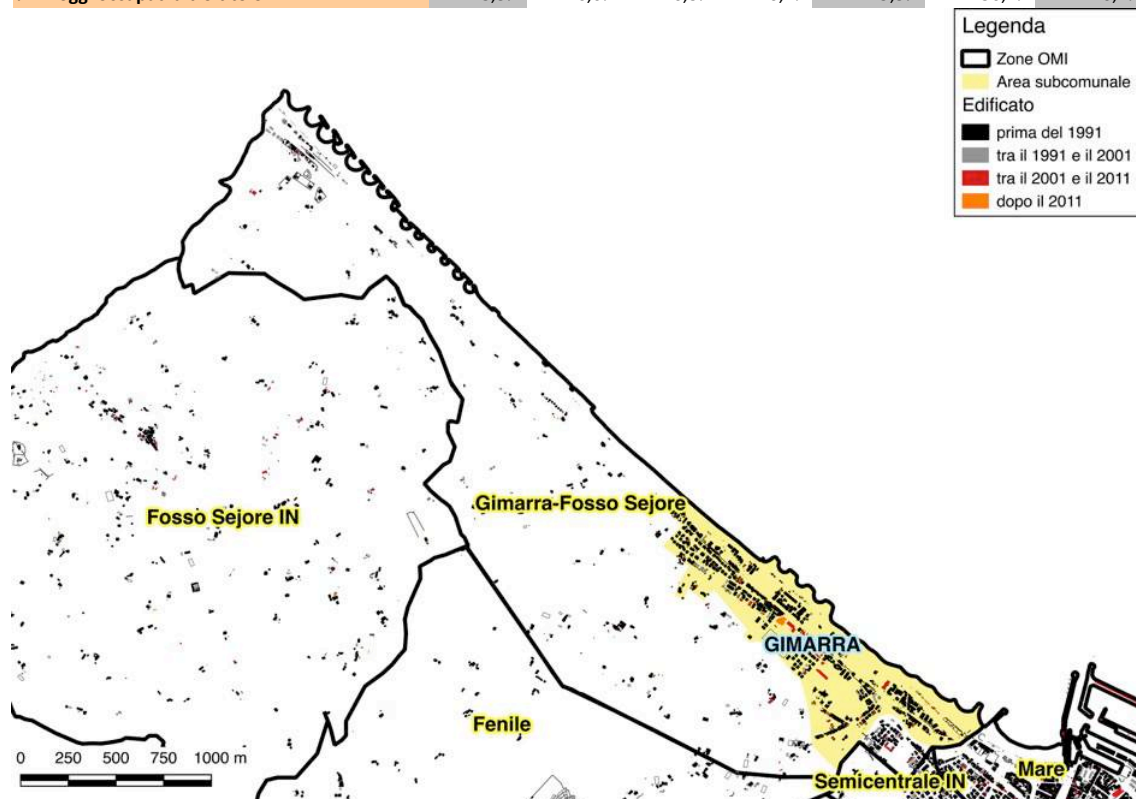 Legenda
Zone OMI
Area subcomunale
Edificato
prima del 1991
tra il 1991 e il 2001
tra il 2001 e il 2011
dopo il 2011
Gimarra-Fosso Sejore
Fosso Sejore IN
GIMARRA
Fenile
Mare
Semicentrale IN
0 250 500 750 1000 m